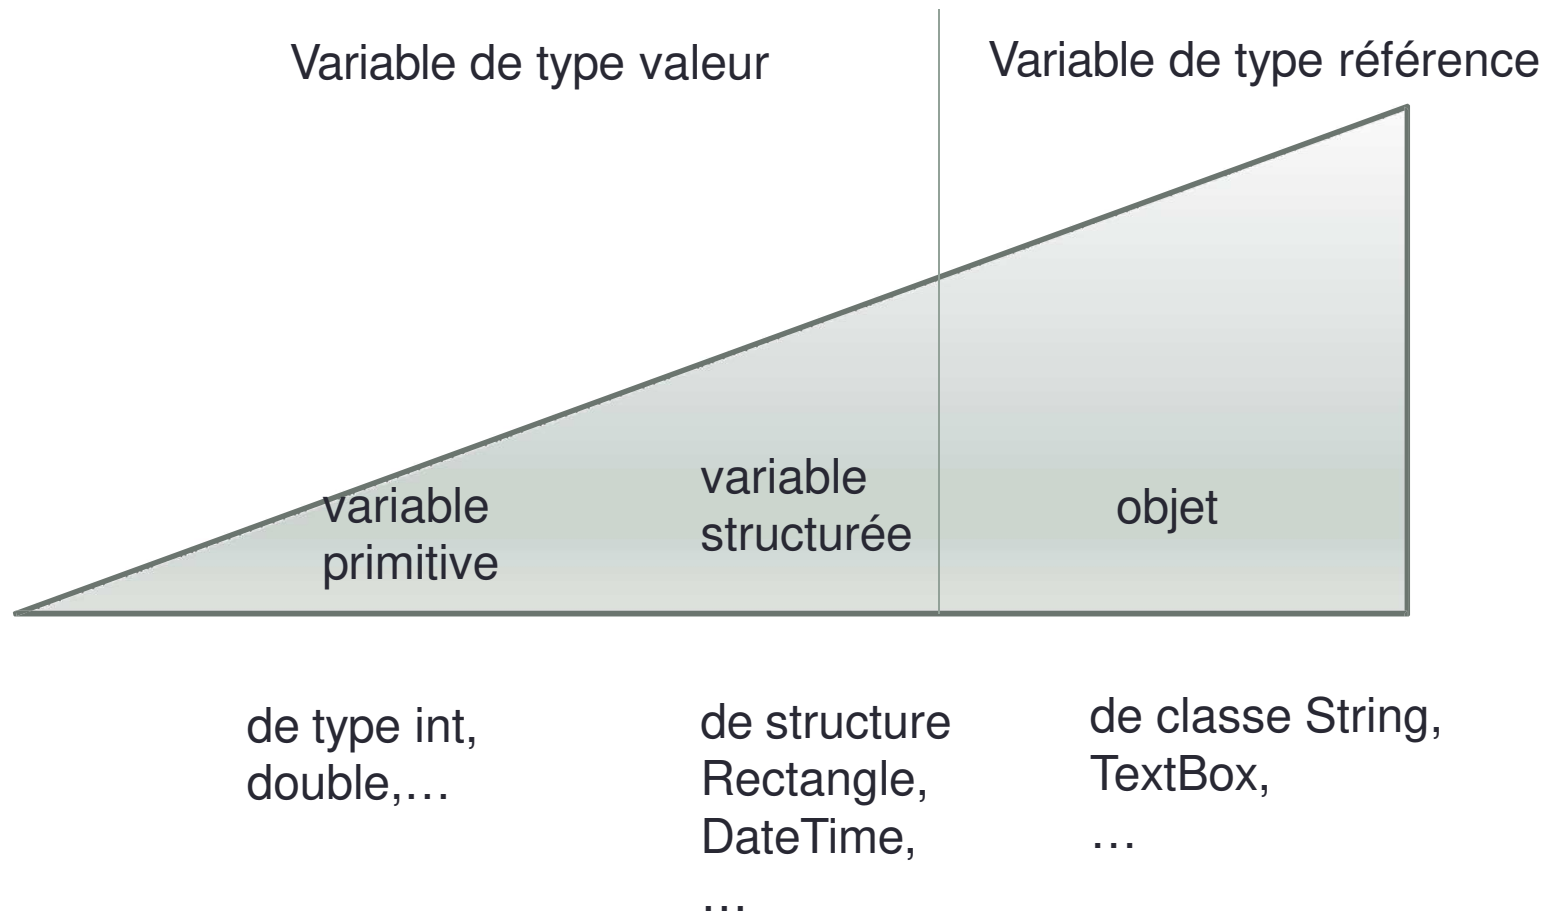 Variable de type valeur
Variable de type référence
variable
primitive
variable
structurée
objet
de type int,
double,…
de structure
Rectangle,
DateTime,
…
de classe String,
TextBox,
…